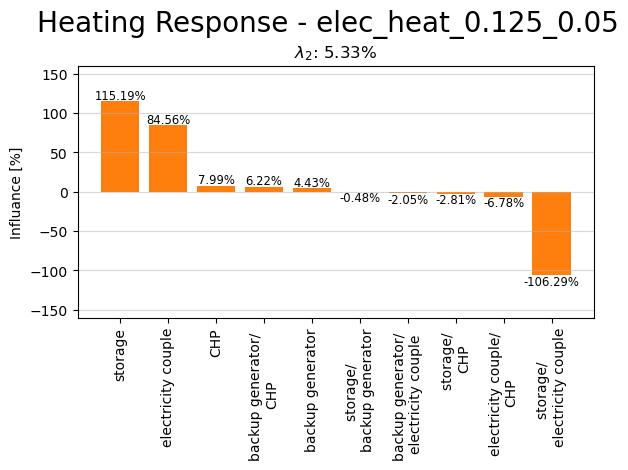 Heating Response - elec_heat_0.125_0.05
λ₂: 5.33%
Influance [%]
150
100
50
0
−50
−100
−150
115.19%
84.56%
7.99%
6.22%
4.43%
-0.48%
-2.05%
-2.81%
-6.78%
-106.29%
storage
electricity couple
CHP
backup generator/
CHP
backup generator
storage/
backup generator
backup generator/
electricity couple
storage/
CHP
electricity couple/
CHP
storage/
electricity couple